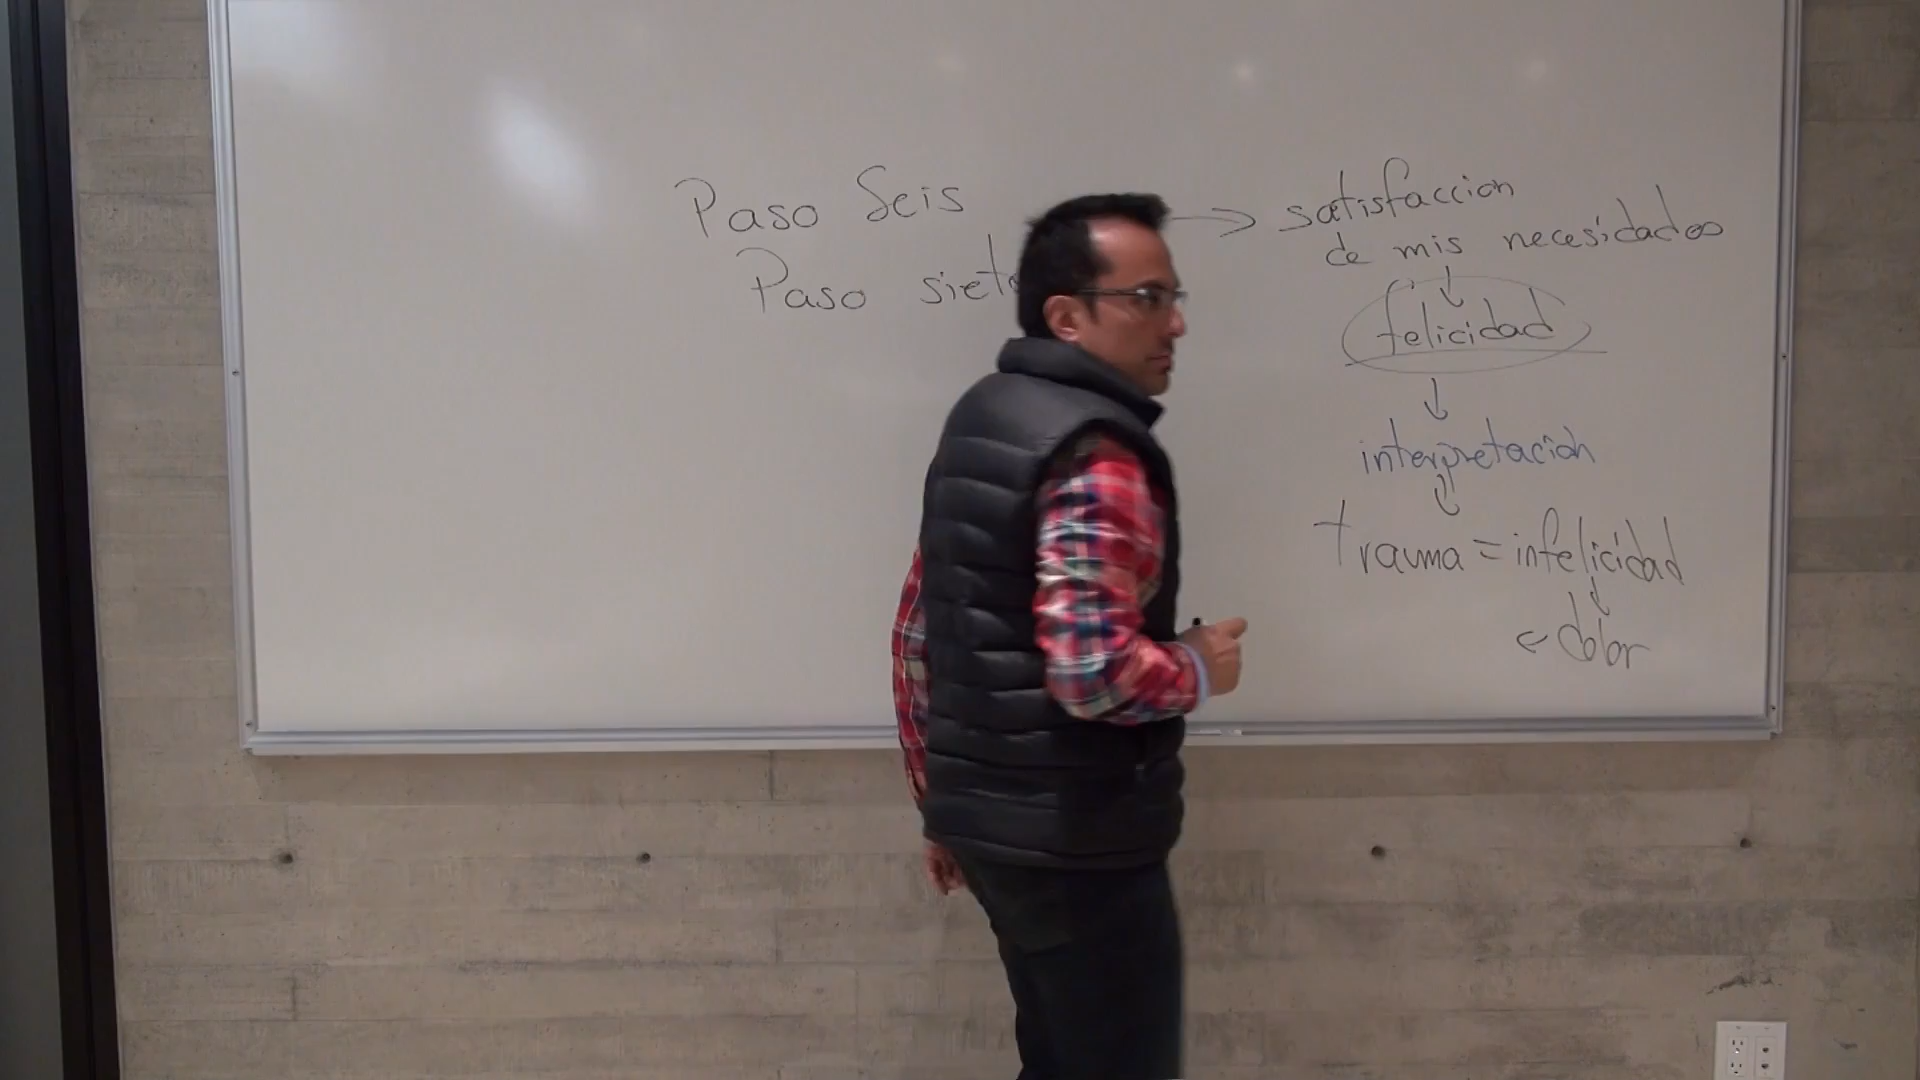 Paso Seis
Paso siete
→ satisfaccion
de mis necesidades
↓
felicidad
↓
interpretación
↓
trauma = infelicidad
↓
← dolor